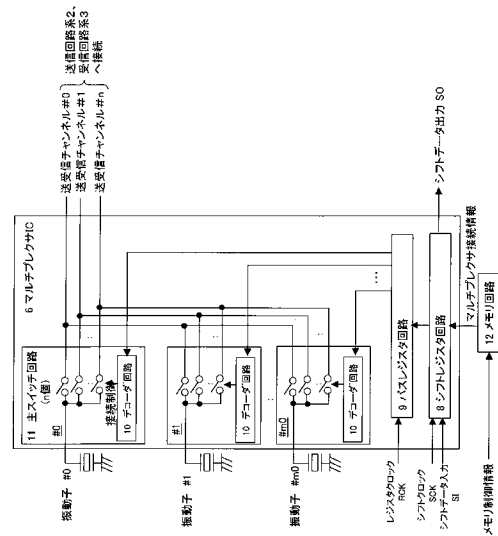 送信回路系2、
受信回路系3
へ接続
送受信チャンネル#0
送受信チャンネル#1
送受信チャンネル#n
6 マルチプレクサIC
11 主スイッチ回路
(n個)
#0
接続制御
10 デコーダ回路
#1
10 デコーダ回路
#m0
10 デコーダ回路
振動子 #0
振動子 #1
振動子 #m0
…
9 パスレジスタ回路
8 シフトレジスタ回路
シフトデータ出力 SO
マルチプレクサ接続情報
12 メモリ回路
レジスタクロック
RCK
シフトクロック
SCK
シフトデータ入力
SI
メモリ制御情報